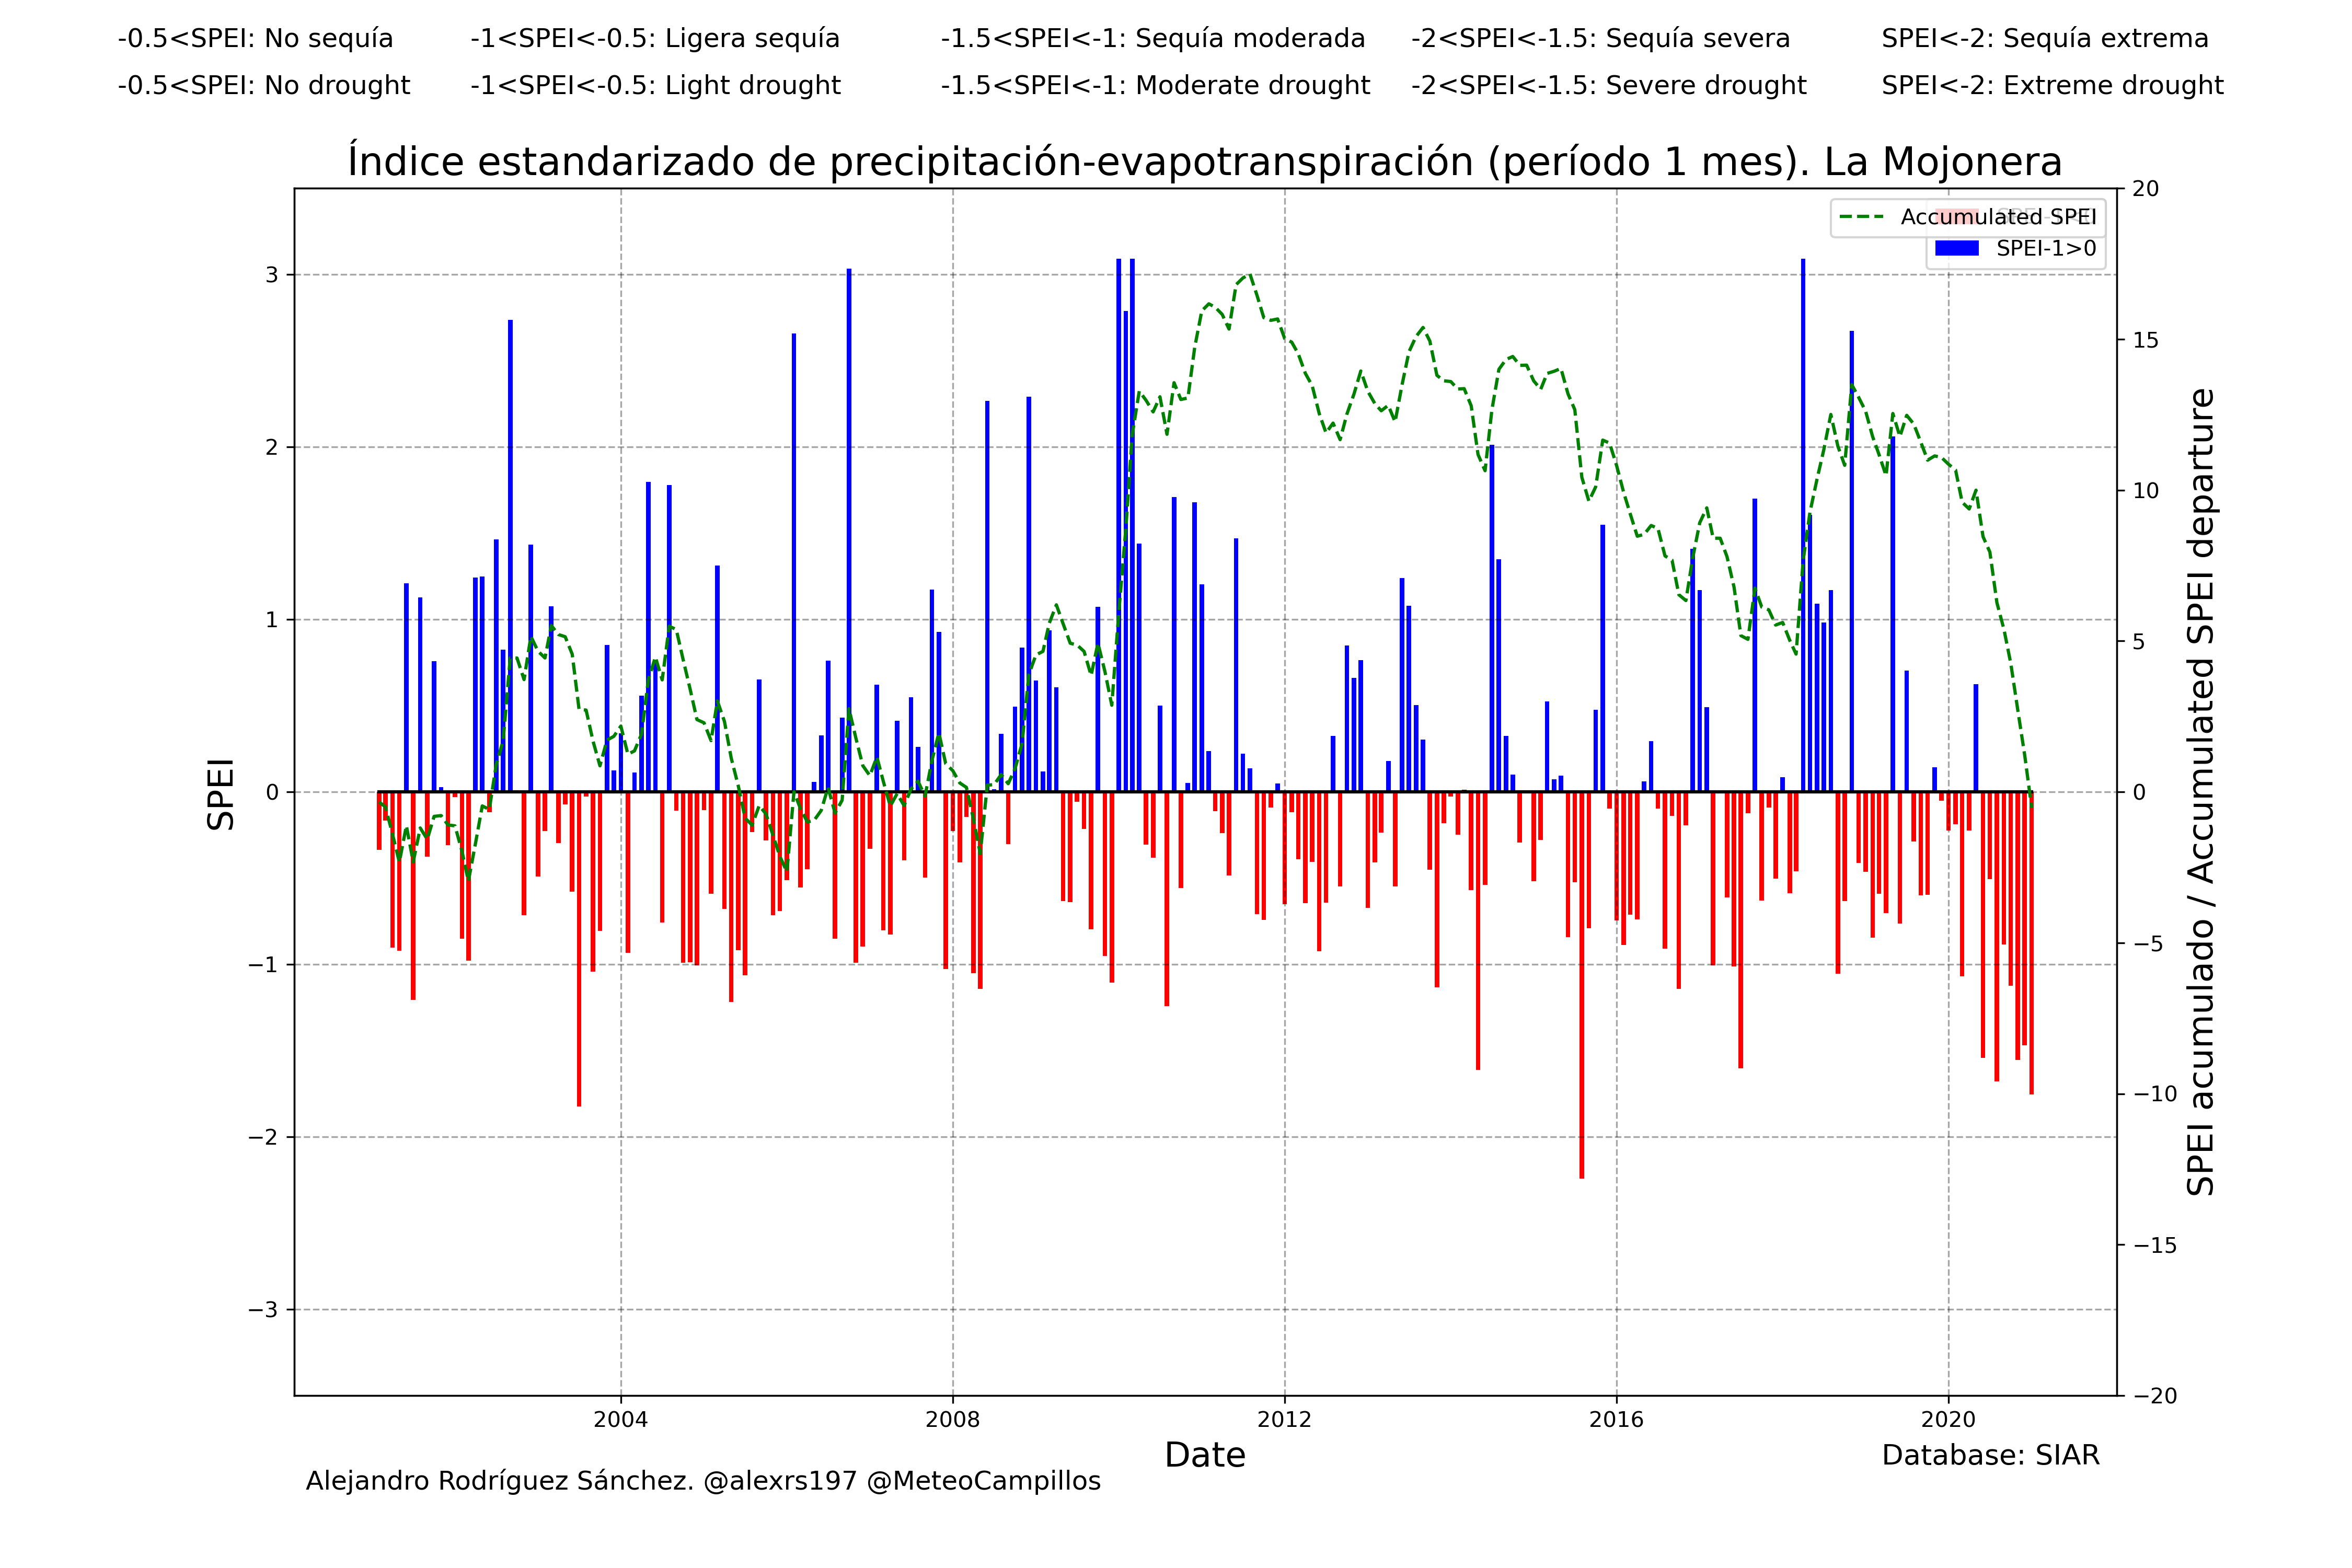 -0.5<SPEI: No sequía
-1<SPEI<-0.5: Ligera sequía
-1.5<SPEI<-1: Sequía moderada
-2<SPEI<-1.5: Sequía severa
SPEI<-2: Sequía extrema
-0.5<SPEI: No drought
-1<SPEI<-0.5: Light drought
-1.5<SPEI<-1: Moderate drought
-2<SPEI<-1.5: Severe drought
SPEI<-2: Extreme drought
Índice estandarizado de precipitación-evapotranspiración (período 1 mes). La Mojonera
Accumulated SPEI
SPEI-1>0
SPEI
3
2
1
0
−1
−2
−3
20
15
10
5
0
−5
−10
−15
−20
SPEI acumulado / Accumulated SPEI departure
2004
2008
2012
2016
2020
Date
Database: SIAR
Alejandro Rodríguez Sánchez. @alexrs197 @MeteoCampillos